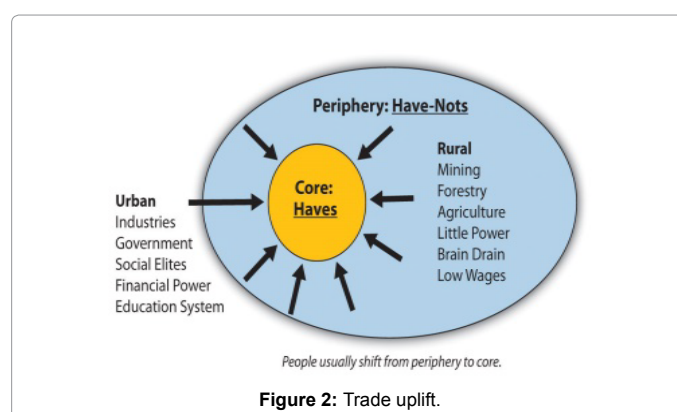 Periphery: Have-Nots
Core:
Haves
Rural
Mining
Forestry
Agriculture
Little Power
Brain Drain
Low Wages
Urban
Industries
Government
Social Elites
Financial Power
Education System
People usually shift from periphery to core.
Figure 2: Trade uplift.